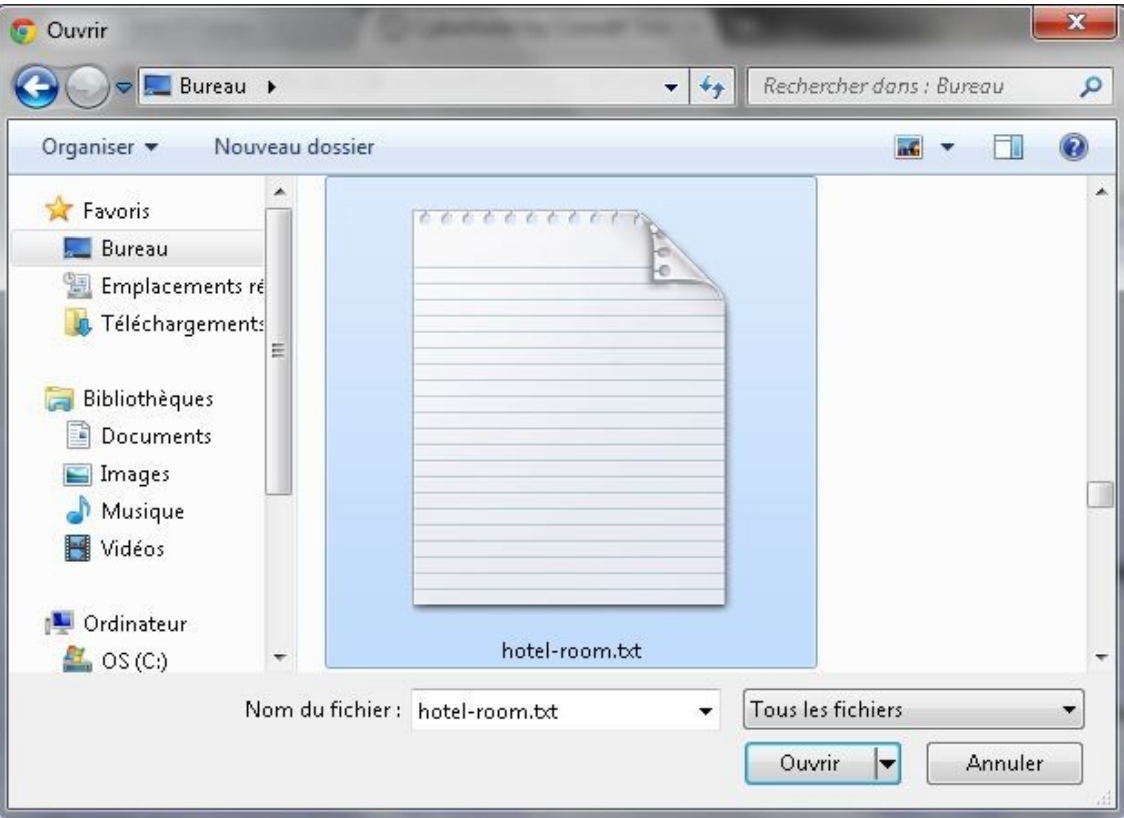 Ouvrir
Bureau
Rechercher dans : Bureau
Organiser
Nouveau dossier
Favoris
Bureau
Emplacements ré
Téléchargements
Bibliothèques
Documents
Images
Musique
Vidéos
Ordinateur
OS (C:)
hotel-room.txt
Nom du fichier : hotel-room.txt
Tous les fichiers
Ouvrir
Annuler